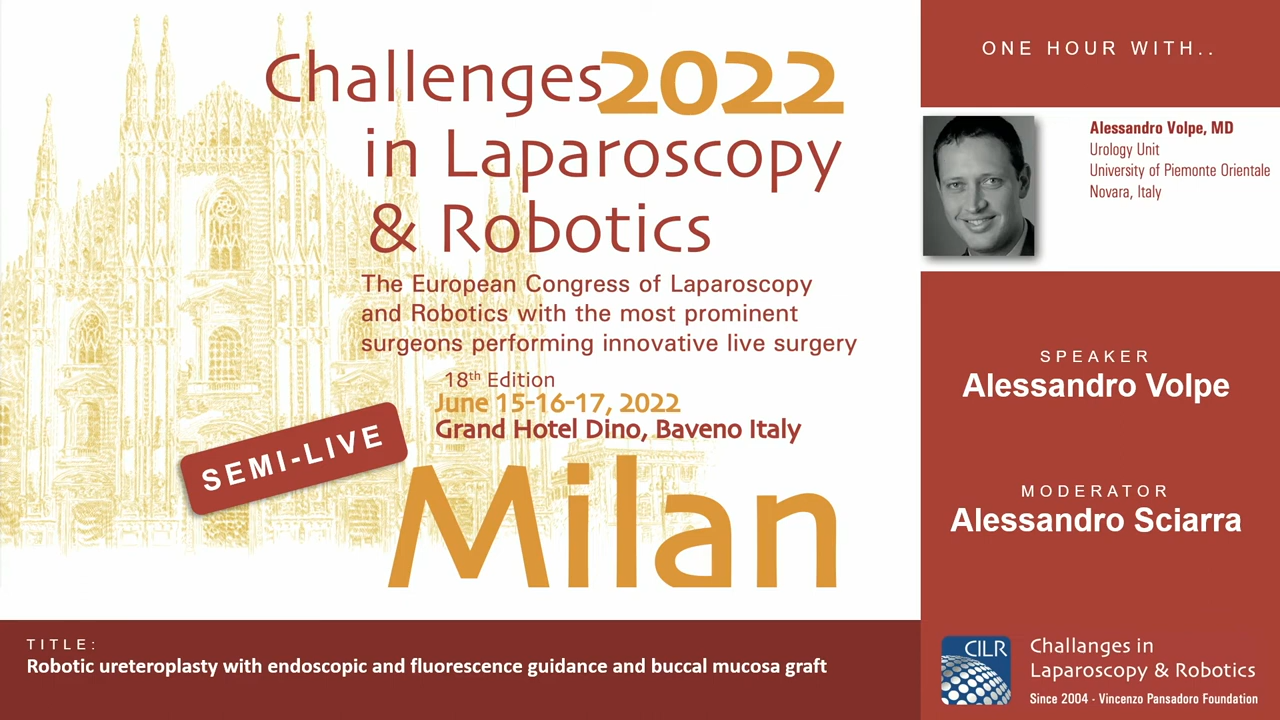 Challenges 2022
in Laparoscopy
& Robotics
The European Congress of Laparoscopy
and Robotics with the most prominent
surgeons performing innovative live surgery
18th Edition
June 15-16-17, 2022
Grand Hotel Dino, Baveno Italy
SEMI-LIVE
Milan
TITLE:
Robotic ureteroplasty with endoscopic and fluorescence guidance and buccal mucosa graft
ONE HOUR WITH..
Alessandro Volpe, MD
Urology Unit
University of Piemonte Orientale
Novara, Italy
SPEAKER
Alessandro Volpe
MODERATOR
Alessandro Sciarra
CILR
Challanges in
Laparoscopy & Robotics
Since 2004 - Vincenzo Pansadoro Foundation